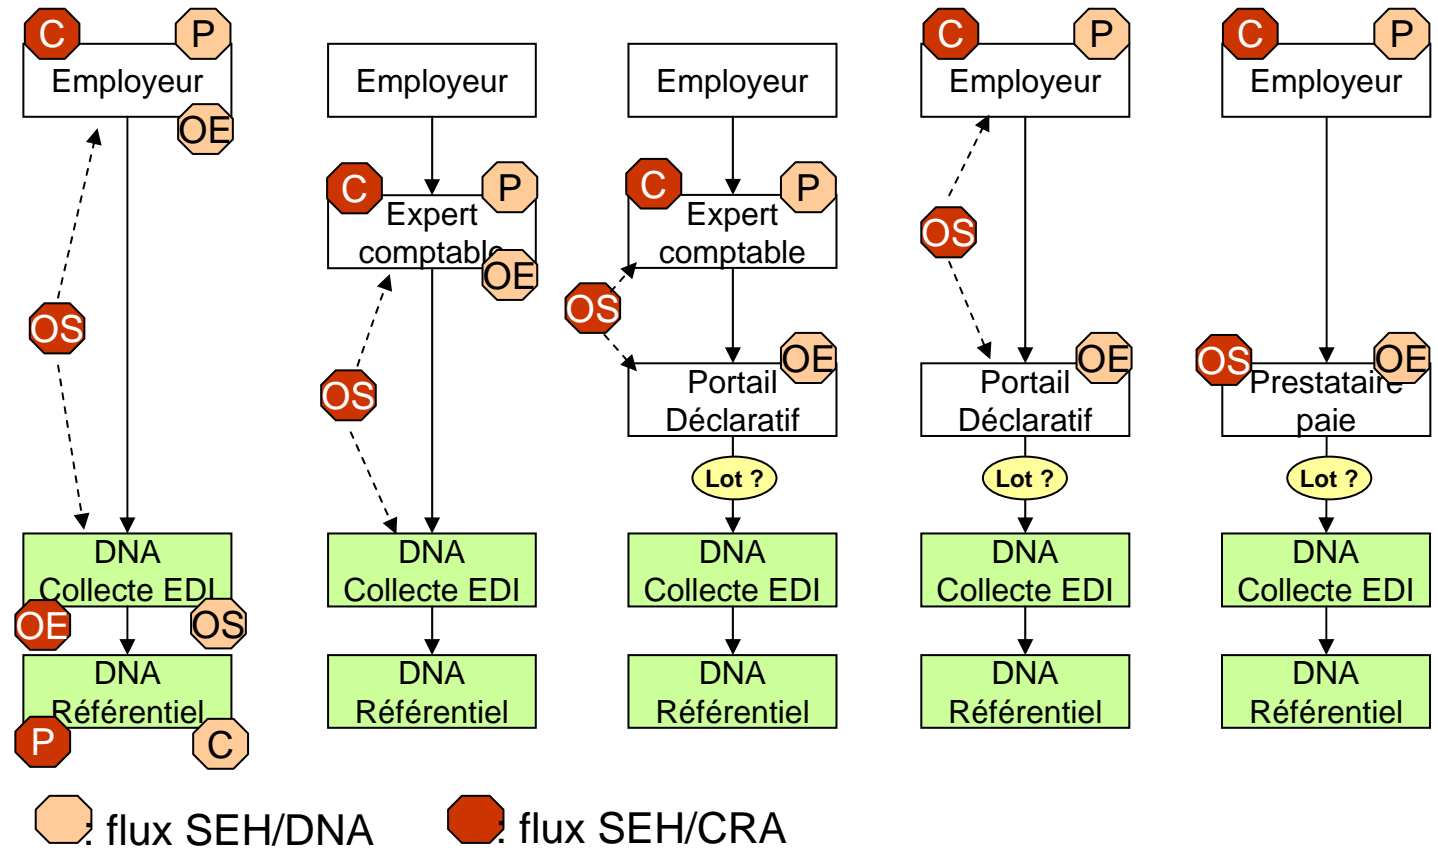 C P C P C P
Employeur Employeur Employeur Employeur Employeur
OE
C P C P
Expert Expert
comptable comptable
OE
OS
OS OS
OS
OE OE OS OE
Portail Portail Prestataire
Déclaratif Déclaratif paie
Lot ? Lot ? Lot ?
DNA DNA DNA DNA DNA
Collecte EDI Collecte EDI Collecte EDI Collecte EDI Collecte EDI
OE OS
DNA DNA DNA DNA DNA
Référentiel Référentiel Référentiel Référentiel Référentiel
P C
: flux SEH/DNA : flux SEH/CRA